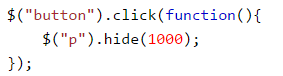 $("button").click(function(){
    $("p").hide(1000);
});